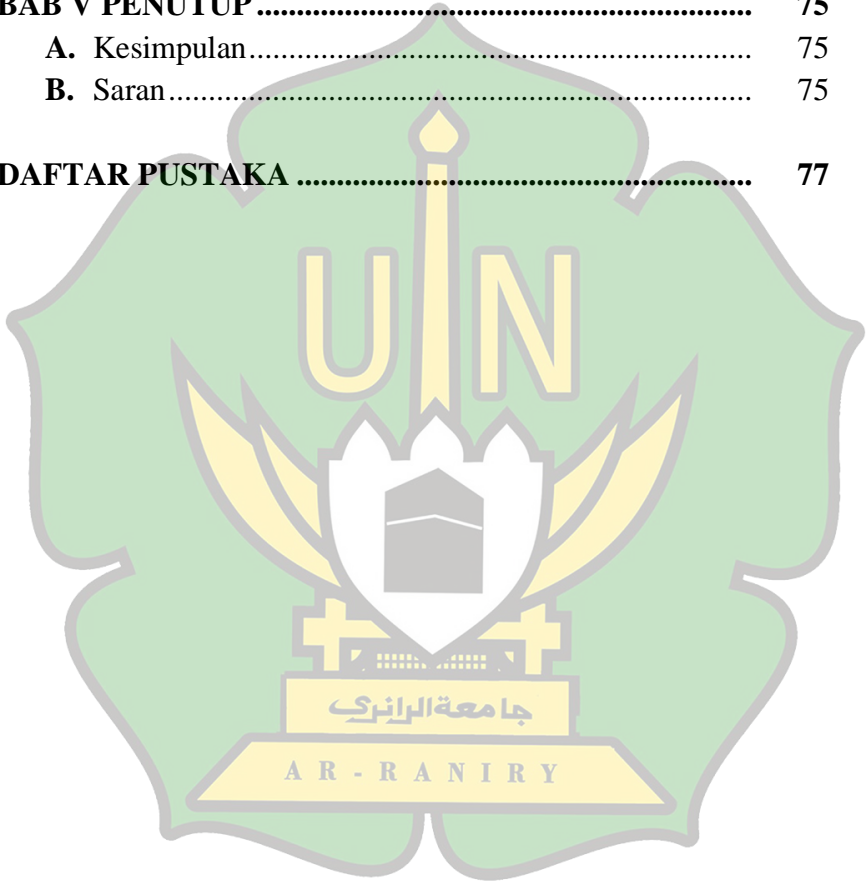 BAB V PENUTUP ........................................................... 75
A. Kesimpulan ............................................................... 75
B. Saran ......................................................................... 75
DAFTAR PUSTAKA ...................................................... 77
UIN
جامعة الرانري
AR - RANIRY